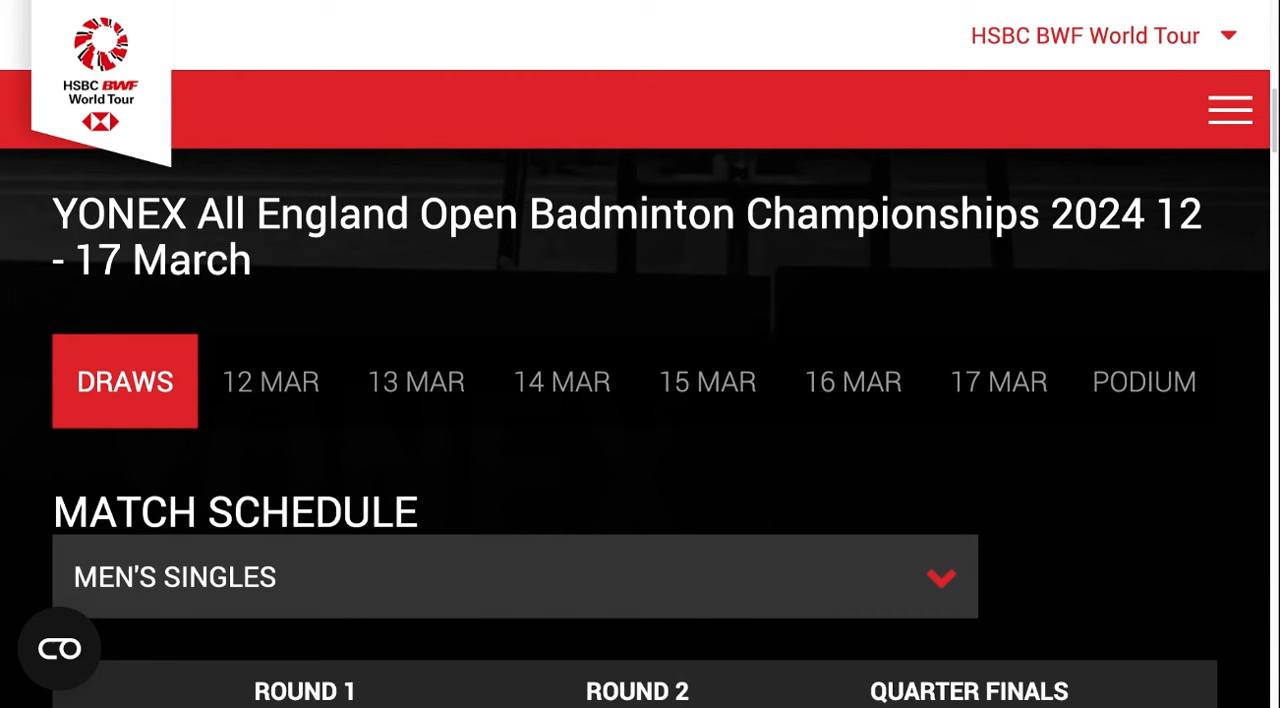 HSBC BWF World Tour
HSBC BWF
World Tour
YONEX All England Open Badminton Championships 2024 12
- 17 March
DRAWS 12 MAR 13 MAR 14 MAR 15 MAR 16 MAR 17 MAR PODIUM
MATCH SCHEDULE
MEN'S SINGLES
ROUND 1 ROUND 2 QUARTER FINALS